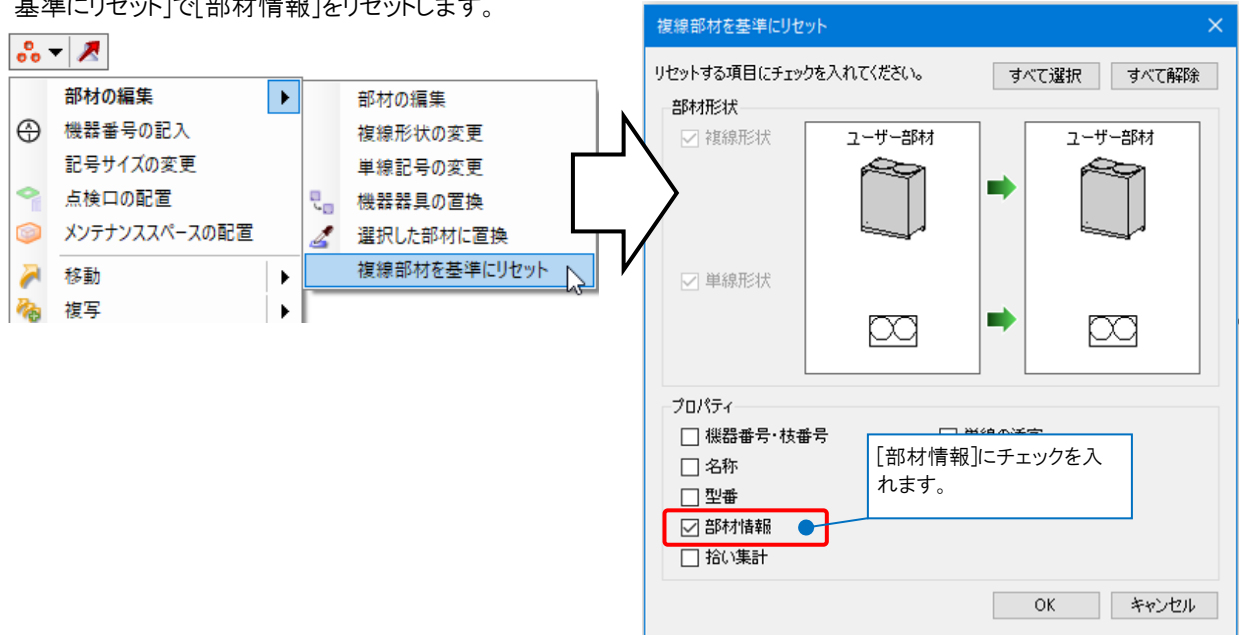 基準にリセット]で[部材情報]をリセットします。
部材の編集
機器番号の記入
記号サイズの変更
点検口の配置
メンテナンススペースの配置
移動
複写
部材の編集
複線形状の変更
単線記号の変更
機器器具の置換
選択した部材に置換
複線部材を基準にリセット
複線部材を基準にリセット
リセットする項目にチェックを入れてください。
すべて選択 すべて解除
部材形状
複線形状
ユーザー部材 ユーザー部材
単線形状
プロパティ
機器番号・枝番号
名称
型番
部材情報
拾い集計
[部材情報]にチェックを入
れます。
OK キャンセル